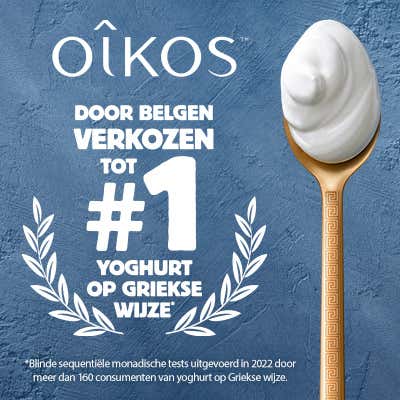 OÎKOS™
DOOR BELGEN
VERKOZEN
TOT
#1
YOGHURT
OP GRIEKSE
WIJZE*
*Blinde sequentiële monadische tests uitgevoerd in 2022 door
meer dan 160 consumenten van yoghurt op Griekse wijze.